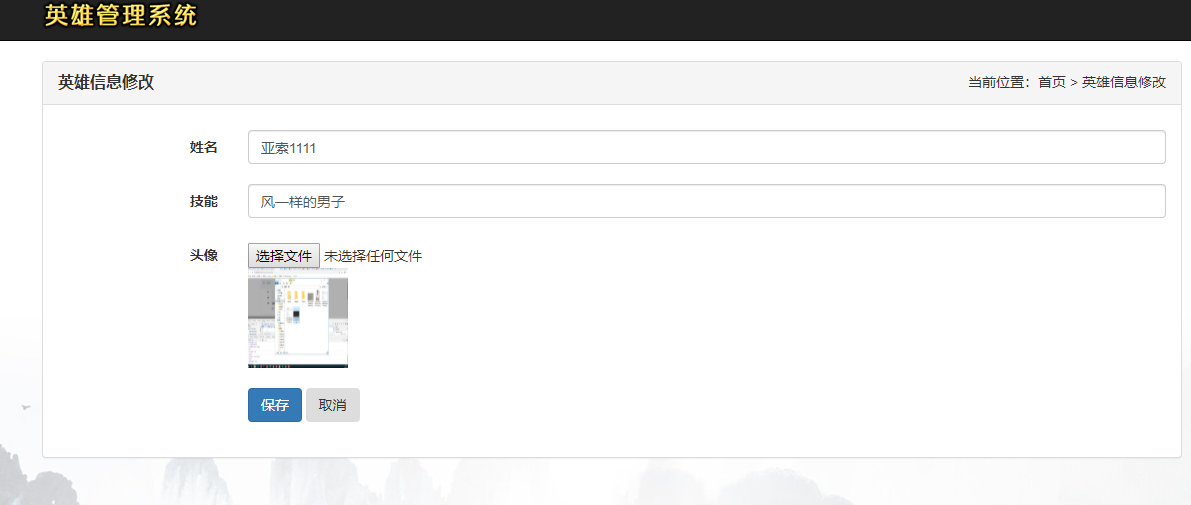 英雄管理系统
英雄信息修改
当前位置：首页 > 英雄信息修改
姓名
亚索1111
技能
风一样的男子
头像
选择文件 未选择任何文件
保存 取消